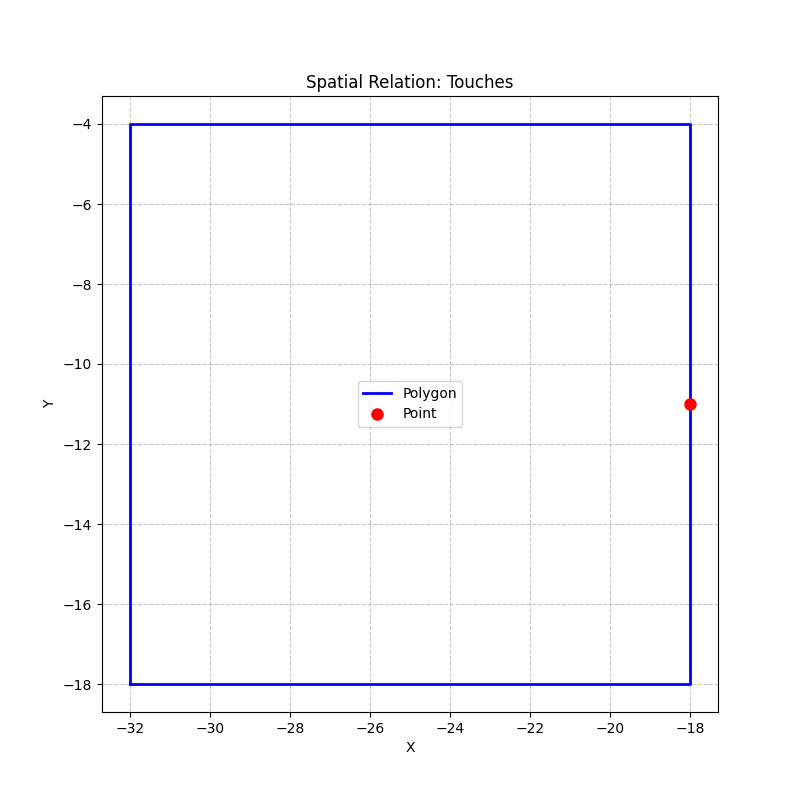 Spatial Relation: Touches
−4
−6
−8
−10
−12
−14
−16
−18
Y
Polygon
Point
−32 −30 −28 −26 −24 −22 −20 −18
X